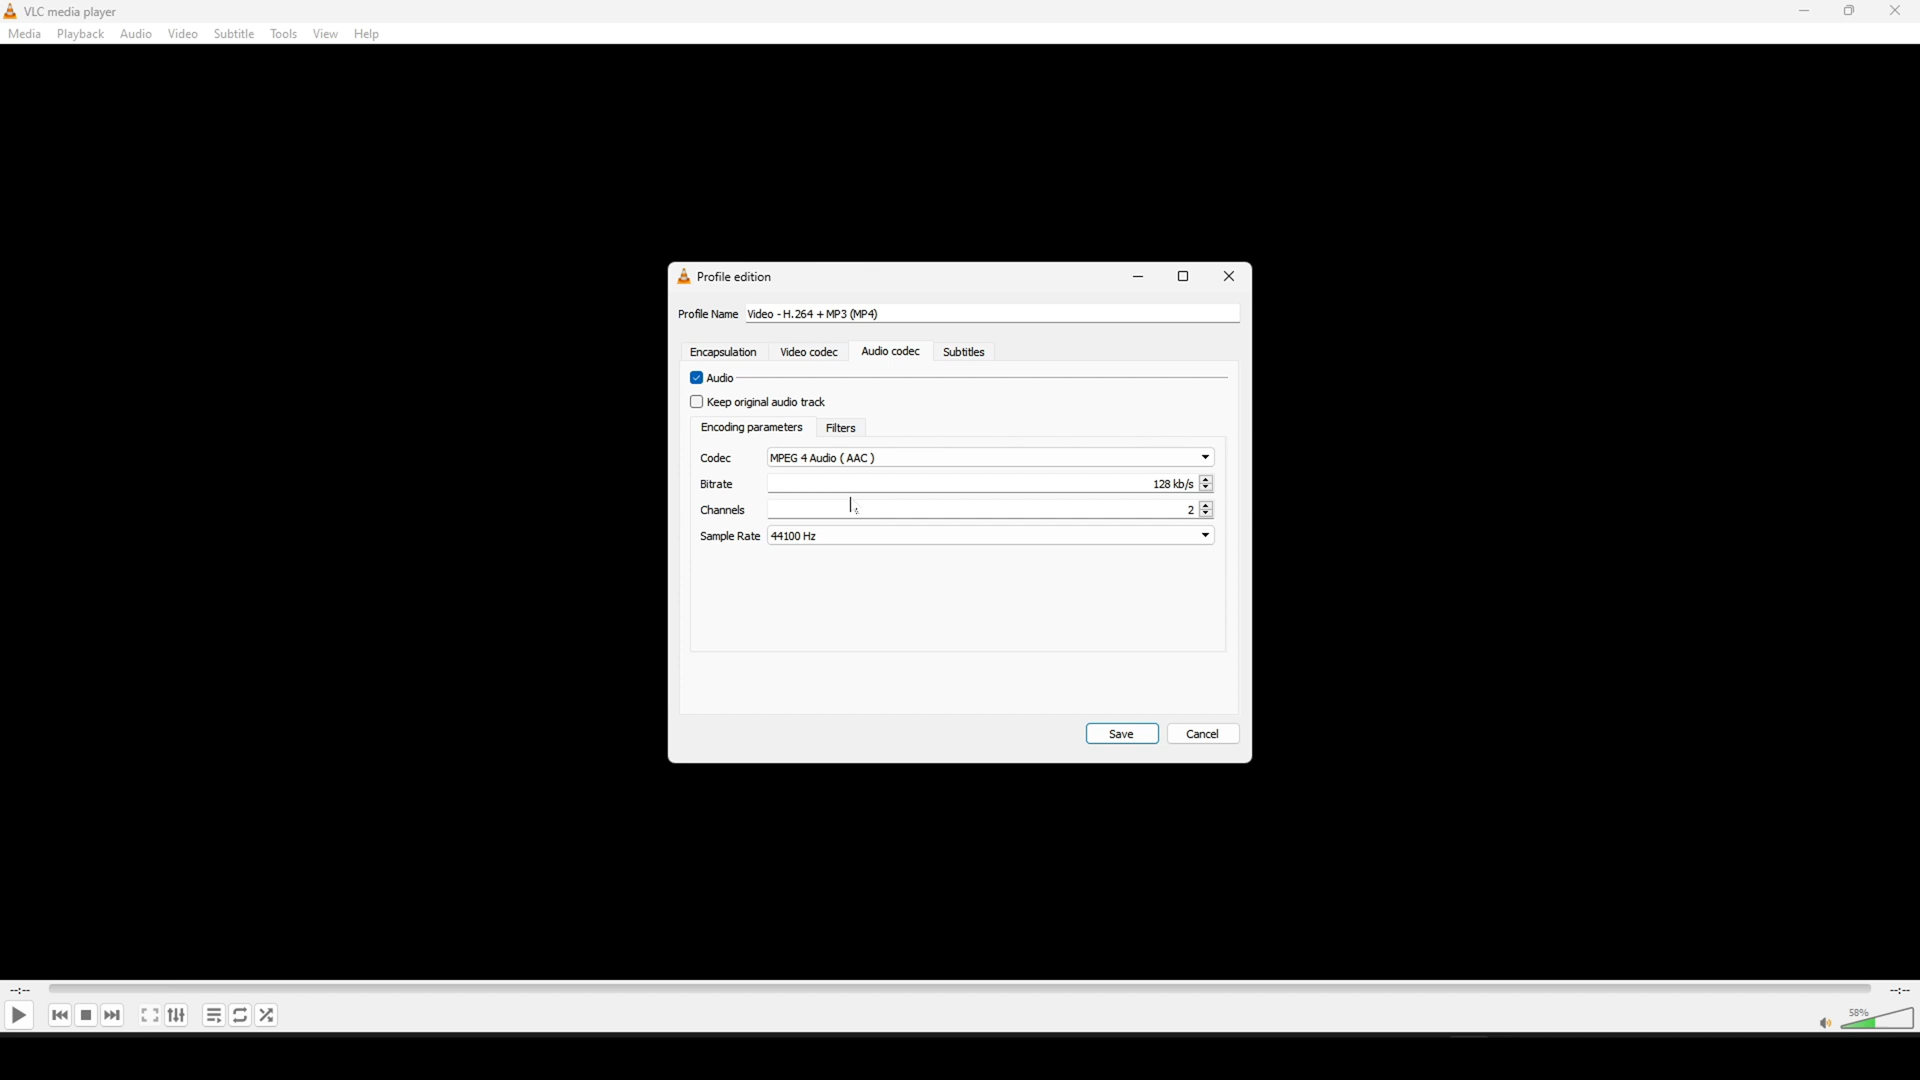 VLC media player
Media Playback Audio Video Subtitle Tools View Help
Profile edition
Profile Name Video - H.264 + MP3 (MP4)
Encapsulation Video codec Audio codec Subtitles
Audio
Keep original audio track
Encoding parameters Filters
Codec MPEG 4 Audio ( AAC )
Bitrate 128 kb/s
Channels 2
Sample Rate 44100 Hz
Save Cancel
--:-- --:--
58%